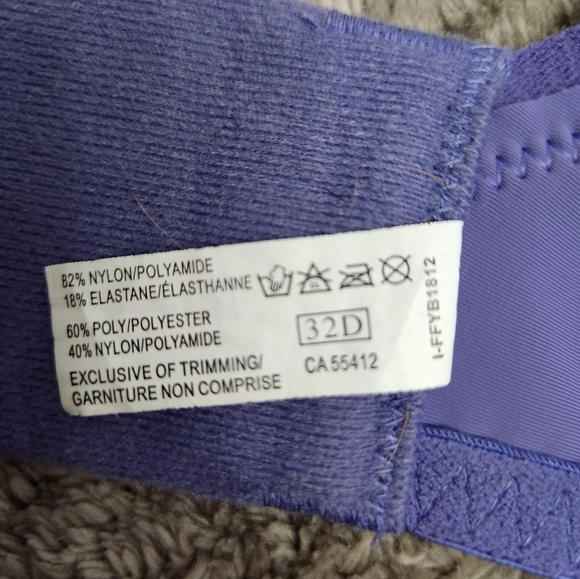 82% NYLON/POLYAMIDE
18% ELASTANE/ÉLASTHANNE
60% POLY/POLYESTER
40% NYLON/POLYAMIDE
EXCLUSIVE OF TRIMMING/
GARNITURE NON COMPRISE
32D
CA 55412
I-FFYB1812